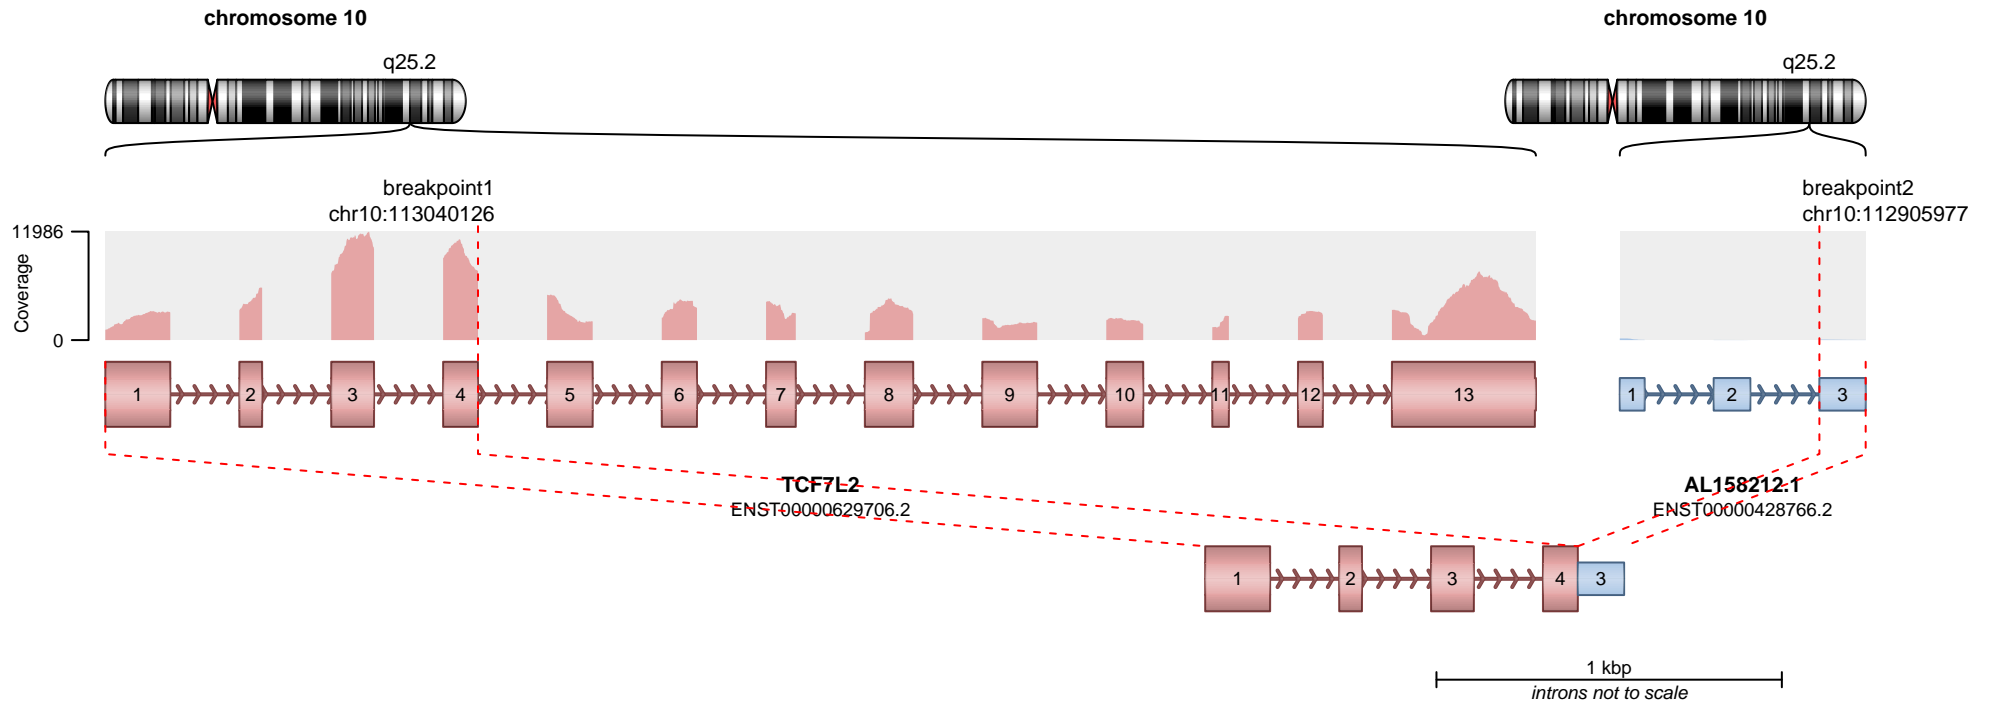 chromosome 10
chromosome 10
q25.2
q25.2
breakpoint1
chr10:113040126
breakpoint2
chr10:112905977
11986
Coverage
0
1 2 3 4 5 6 7 8 9 10 11 12 13
1 2 3
TCF7L2
ENST00000629706.2
AL158212.1
ENST00000428766.2
1 2 3 4 3
1 kbp
introns not to scale